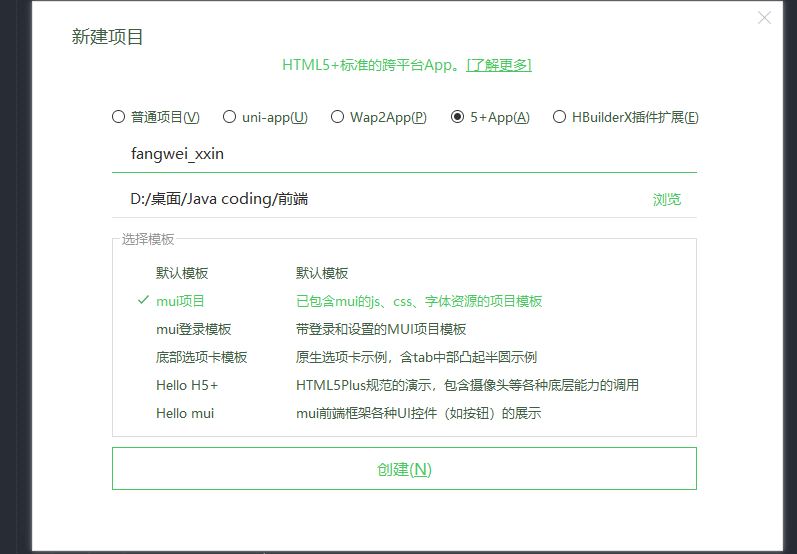 新建项目
HTML5+标准的跨平台App。[了解更多]
普通项目(V) uni-app(U) Wap2App(P) 5+App(A) HBuilderX插件扩展(E)
fangwei_xxin
D:/桌面/Java coding/前端 浏览
选择模板
默认模板 默认模板
mui项目 已包含mui的js、css、字体资源的项目模板
mui登录模板 带登录和设置的MUI项目模板
底部选项卡模板 原生选项卡示例，含tab中部凸起半圆示例
Hello H5+ HTML5Plus规范的演示，包含摄像头等各种底层能力的调用
Hello mui mui前端框架各种UI控件（如按钮）的展示
创建(N)